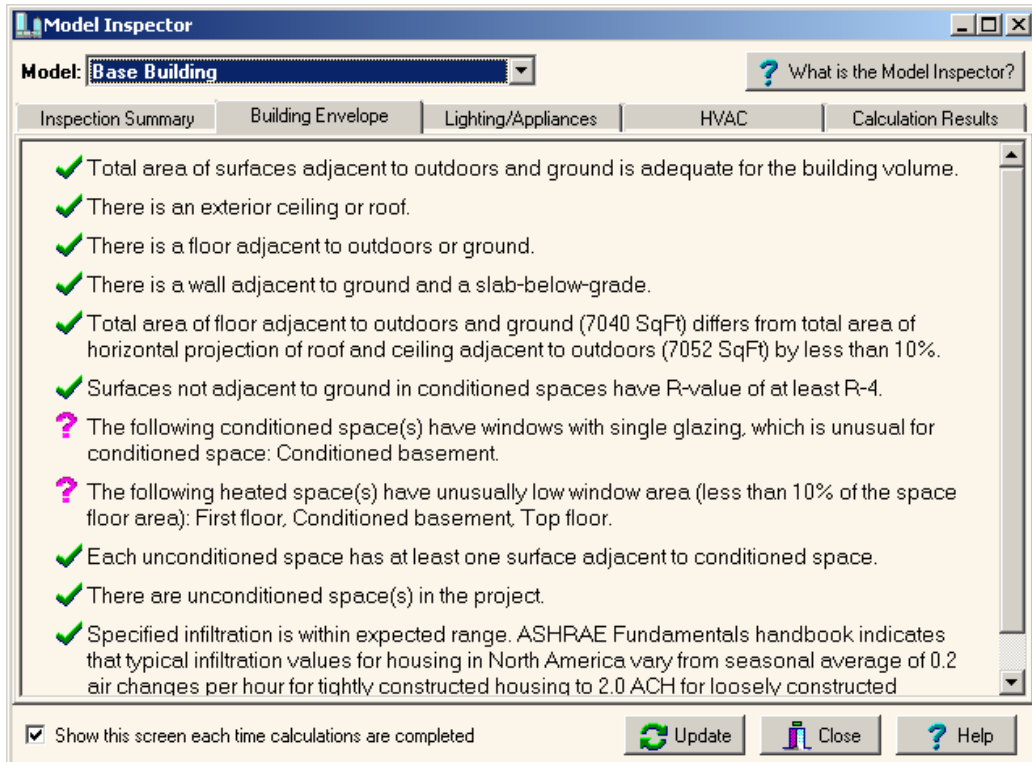 Model Inspector
Model: Base Building
What is the Model Inspector?
Inspection Summary
Building Envelope
Lighting/Appliances
HVAC
Calculation Results
Total area of surfaces adjacent to outdoors and ground is adequate for the building volume.
There is an exterior ceiling or roof.
There is a floor adjacent to outdoors or ground.
There is a wall adjacent to ground and a slab-below-grade.
Total area of floor adjacent to outdoors and ground (7040 SqFt) differs from total area of
horizontal projection of roof and ceiling adjacent to outdoors (7052 SqFt) by less than 10%.
Surfaces not adjacent to ground in conditioned spaces have R-value of at least R-4.
? The following conditioned space(s) have windows with single glazing, which is unusual for
conditioned space: Conditioned basement.
? The following heated space(s) have unusually low window area (less than 10% of the space
floor area): First floor, Conditioned basement, Top floor.
Each unconditioned space has at least one surface adjacent to conditioned space.
There are unconditioned space(s) in the project.
Specified infiltration is within expected range. ASHRAE Fundamentals handbook indicates
that typical infiltration values for housing in North America vary from seasonal average of 0.2
air changes per hour for tightly constructed housing to 2.0 ACH for loosely constructed
Show this screen each time calculations are completed
Update
Close
? Help